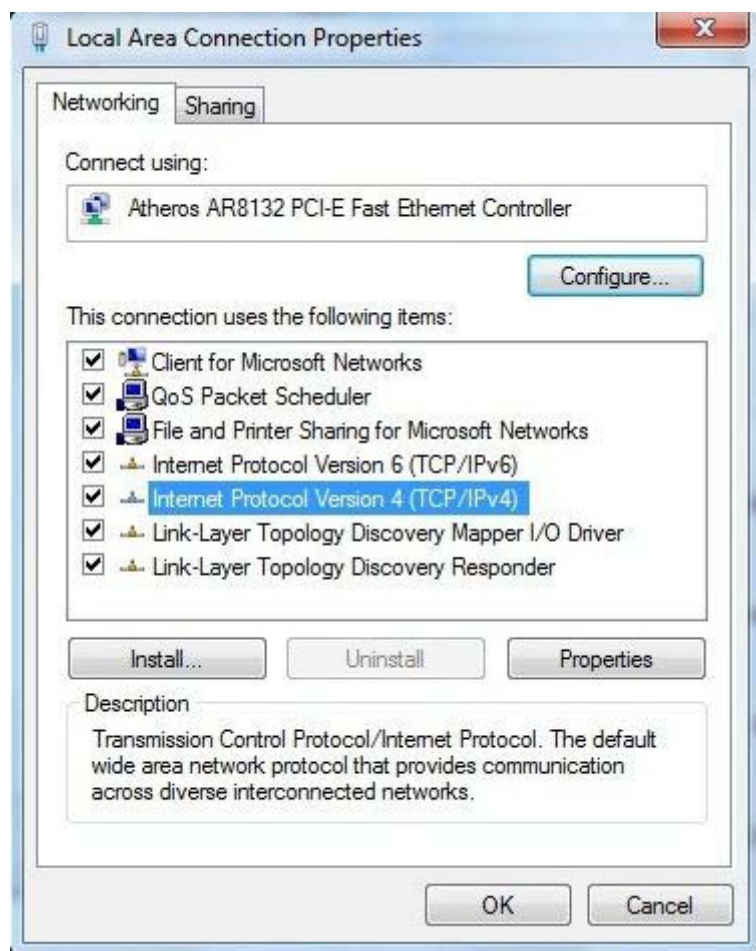 Local Area Connection Properties
Networking
Sharing
Connect using:
Atheros AR8132 PCI-E Fast Ethernet Controller
Configure...
This connection uses the following items:
Client for Microsoft Networks
QoS Packet Scheduler
File and Printer Sharing for Microsoft Networks
Internet Protocol Version 6 (TCP/IPv6)
Internet Protocol Version 4 (TCP/IPv4)
Link-Layer Topology Discovery Mapper I/O Driver
Link-Layer Topology Discovery Responder
Install...
Uninstall
Properties
Description
Transmission Control Protocol/Internet Protocol. The default
wide area network protocol that provides communication
across diverse interconnected networks.
OK
Cancel